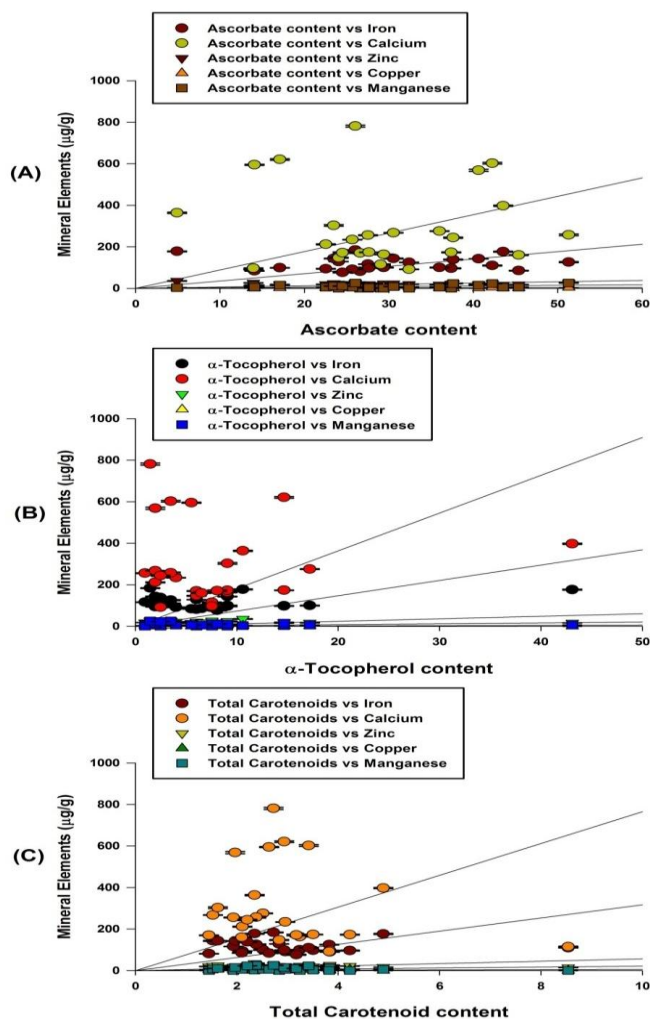 Ascorbate content vs Iron
Ascorbate content vs Calcium
Ascorbate content vs Zinc
Ascorbate content vs Copper
Ascorbate content vs Manganese
(A)
Mineral Elements (µg/g)
1000
800
600
400
200
0
0 10 20 30 40 50 60
Ascorbate content
α-Tocopherol vs Iron
α-Tocopherol vs Calcium
α-Tocopherol vs Zinc
α-Tocopherol vs Copper
α-Tocopherol vs Manganese
(B)
Mineral Elements (µg/g)
1000
800
600
400
200
0
0 10 20 30 40 50
α-Tocopherol content
Total Carotenoids vs Iron
Total Carotenoids vs Calcium
Total Carotenoids vs Zinc
Total Carotenoids vs Copper
Total Carotenoids vs Manganese
(C)
Mineral Elements (µg/g)
1000
800
600
400
200
0
0 2 4 6 8 10
Total Carotenoid content